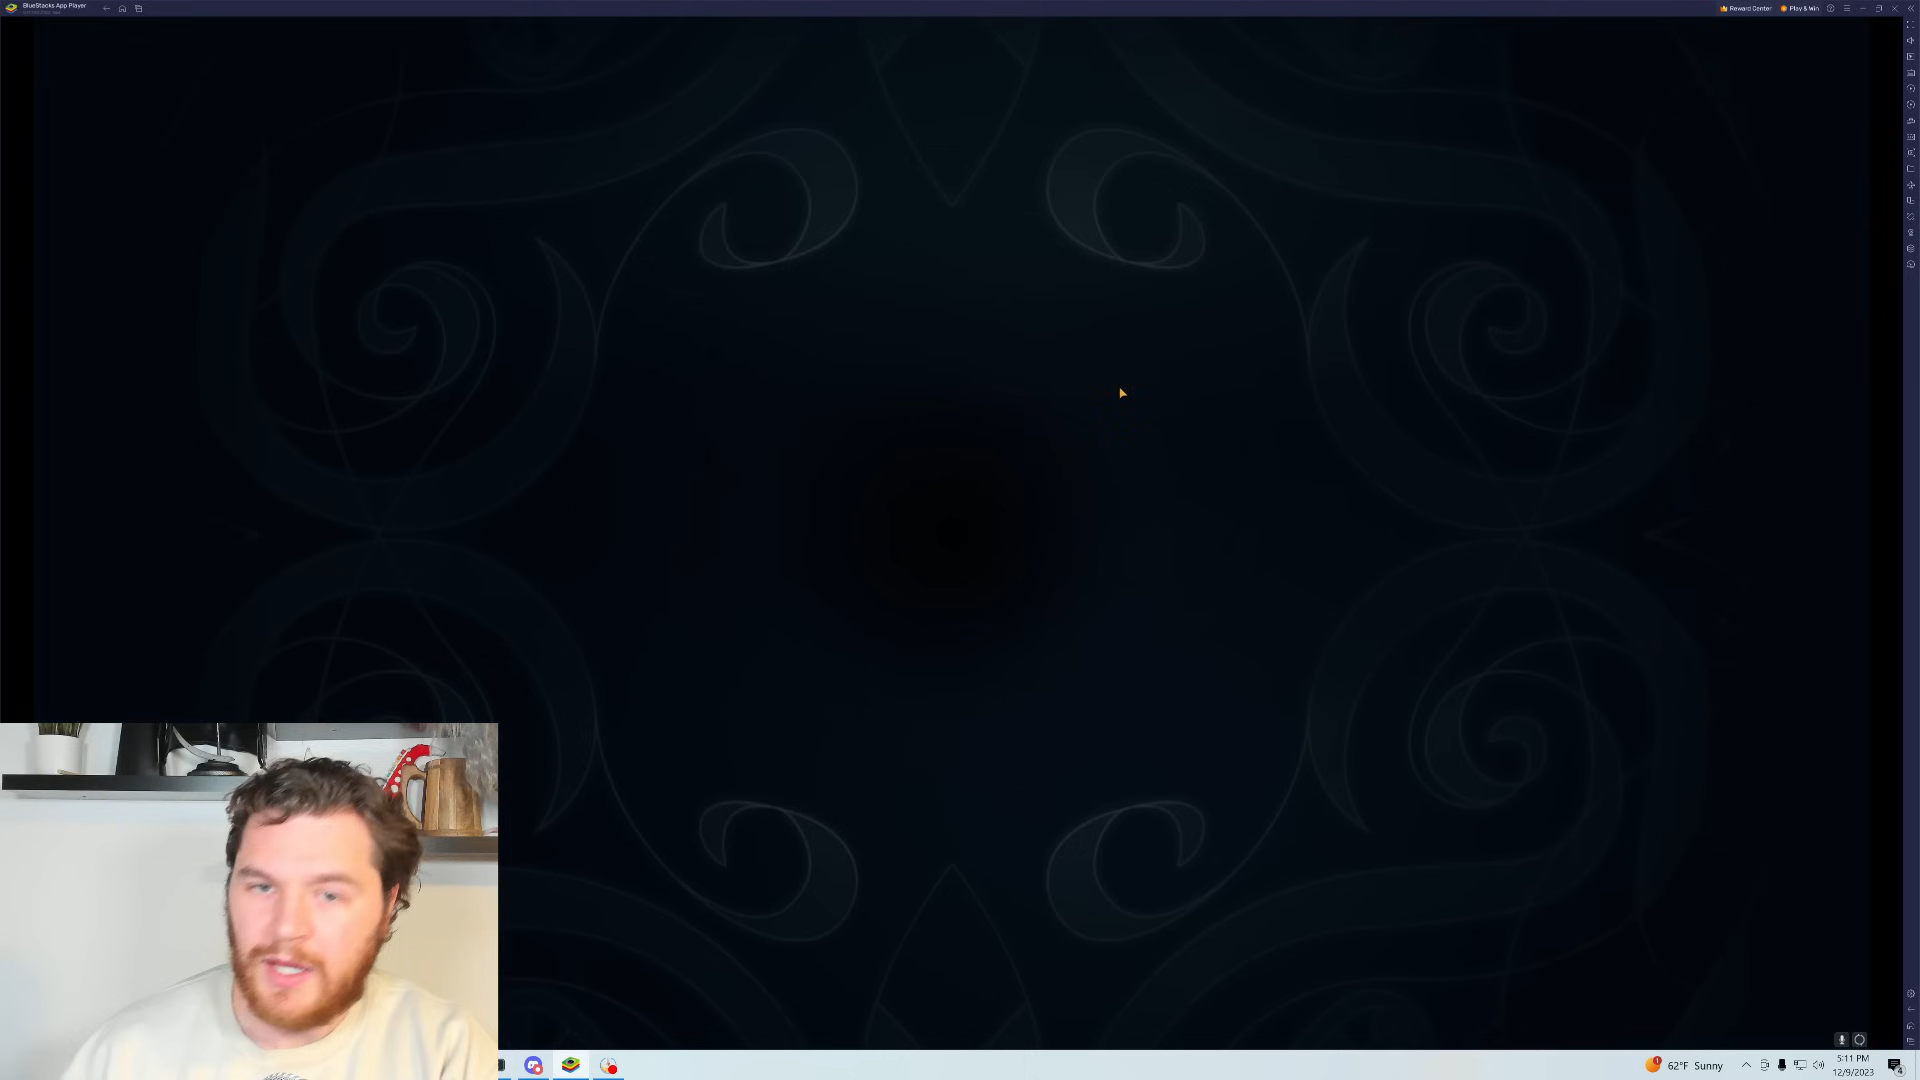 BlueStacks App Player
Reward Center
Play & Win
62°F Sunny
5:11 PM
12/9/2023